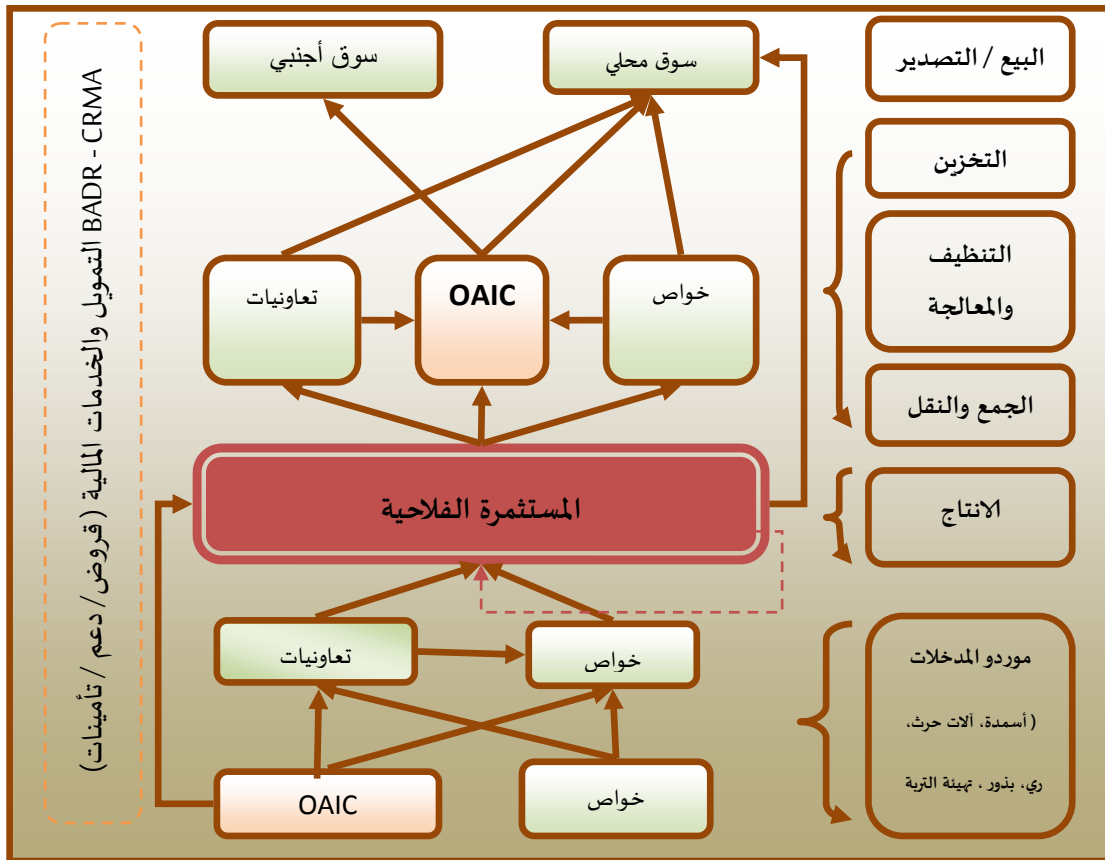 البيع / التصدير
سوق محلي
سوق أجنبي
التخزين
التنظيف
والمعالجة
الجمع والنقل
خواص
OAIC
تعاونيات
الانتاج
المستثمرة الفلاحية
موردو المدخلات
( أسمدة، آلات حرث،
ري، بذور ، تهيئة التربة
خواص
تعاونيات
خواص
OAIC
BADR - CRMA التمويل والخدمات المالية ( قروض/ دعم / تأمينات)